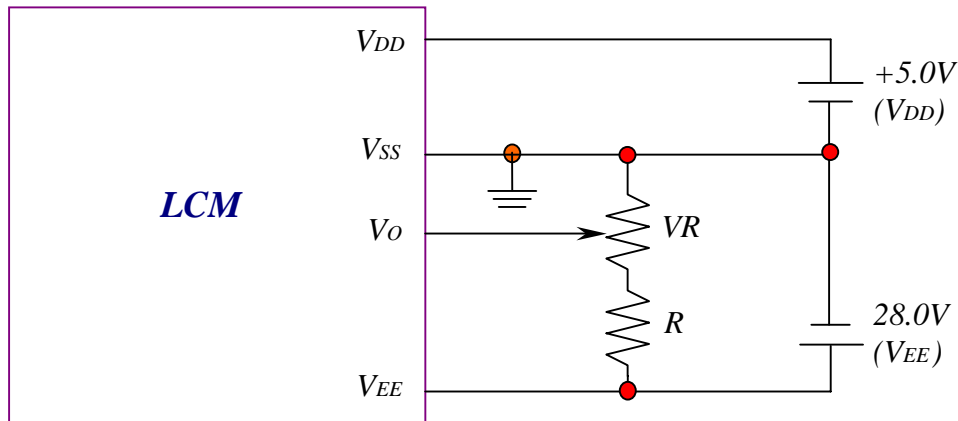 VDD
+5.0V
(VDD)
VSS
LCM
VO
VR
R
28.0V
(VEE)
VEE